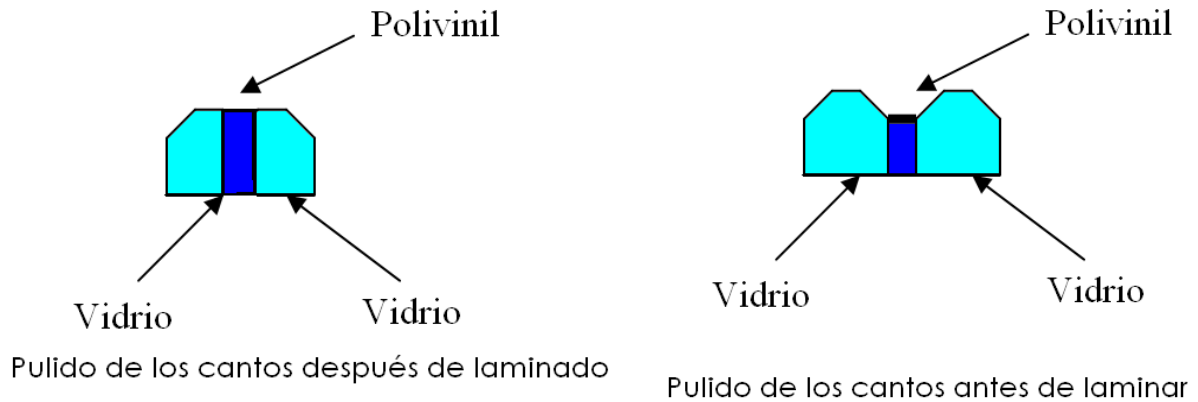 Polivinil
Vidrio
Vidrio
Pulido de los cantos después de laminado
Polivinil
Vidrio
Vidrio
Pulido de los cantos antes de laminar